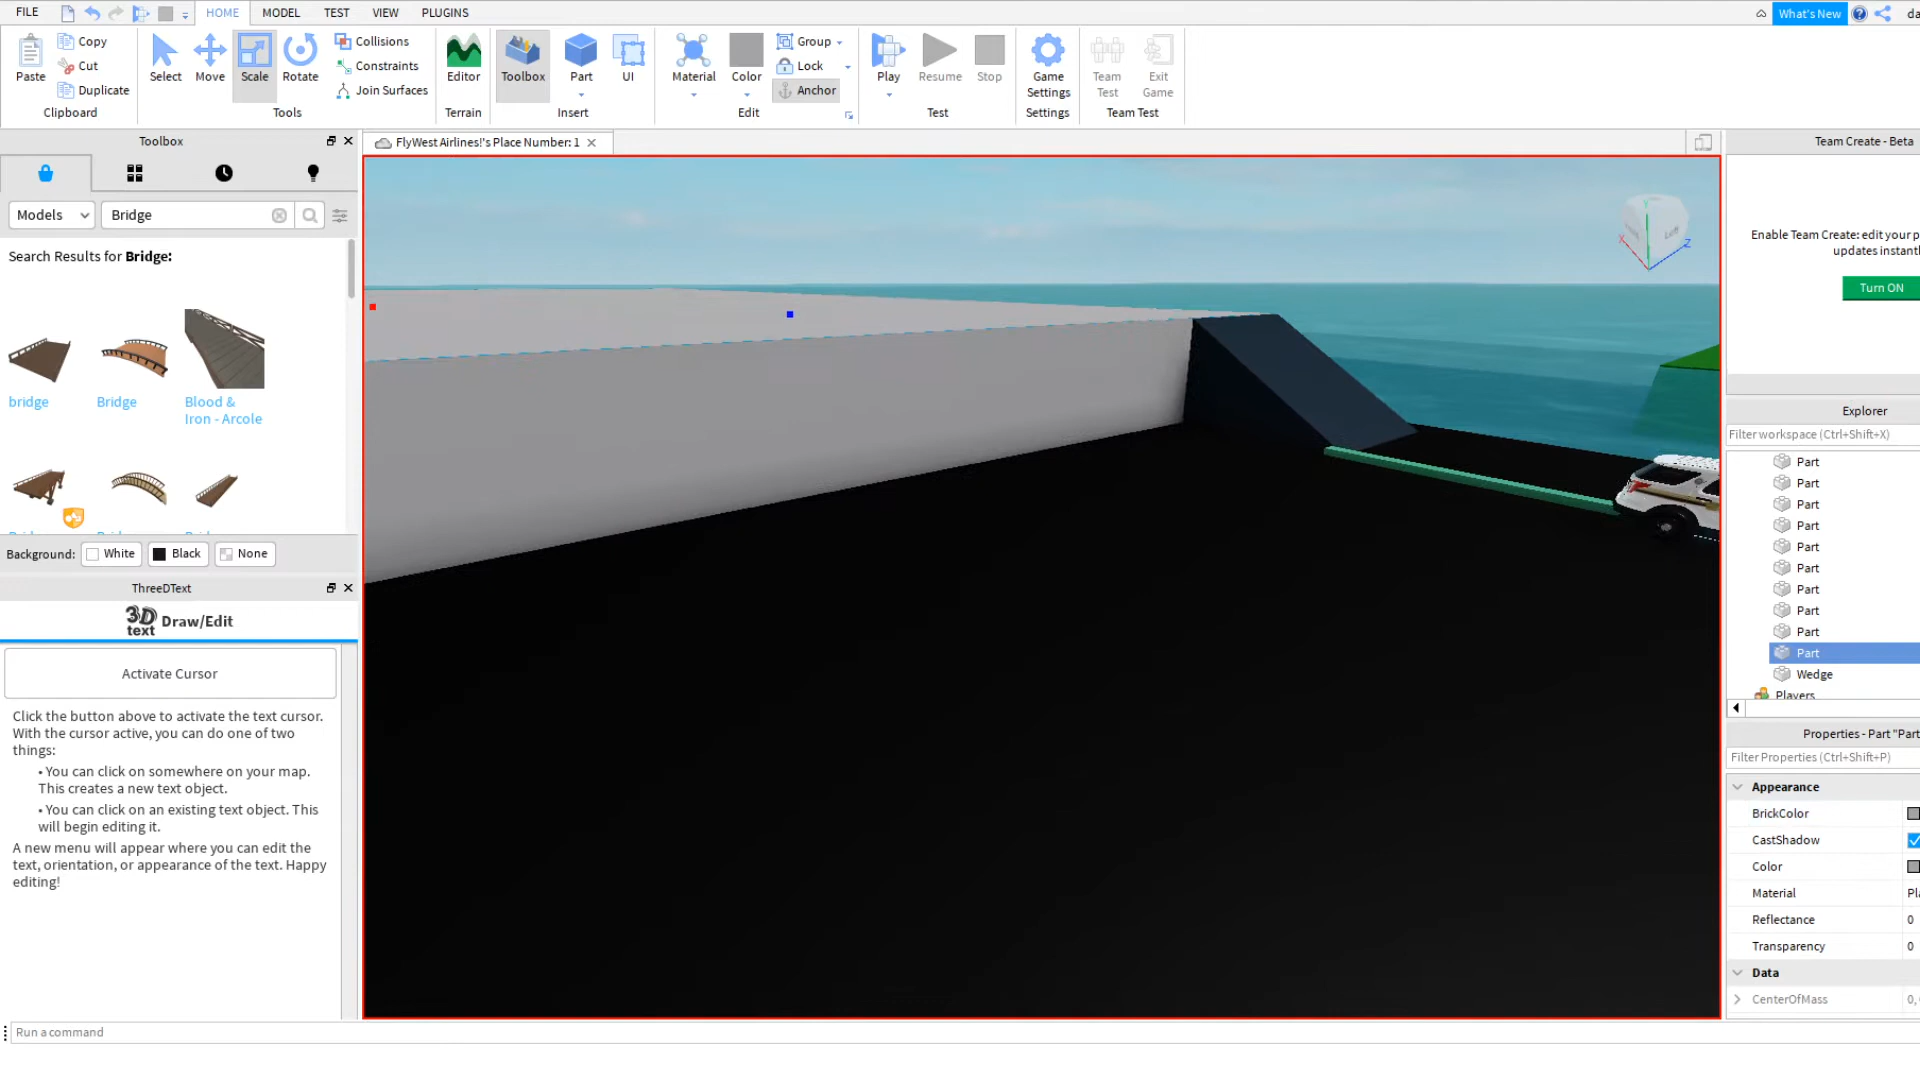 FILE HOME MODEL TEST VIEW PLUGINS What's New ? da
Paste Copy Cut Duplicate Clipboard
Select Move Scale Rotate Collisions Constraints Join Surfaces Tools
Editor Terrain
Toolbox Part UI Insert
Material Color Group Lock Anchor Edit
Play Resume Stop Test
Game Settings Settings
Team Test Exit Game Team Test
Toolbox
FlyWest Airlines!'s Place Number: 1
Team Create - Beta
Models Bridge
Search Results for Bridge:
bridge
Bridge
Blood & Iron - Arcole
Background: White Black None
ThreeDText
3D text Draw/Edit
Activate Cursor
Click the button above to activate the text cursor.
With the cursor active, you can do one of two
things:
• You can click on somewhere on your map.
This creates a new text object.
• You can click on an existing text object. This
will begin editing it.
A new menu will appear where you can edit the
text, orientation, or appearance of the text. Happy
editing!
Run a command
Y X Z Left
Enable Team Create: edit your p
updates instantl
Turn ON
Explorer
Filter workspace (Ctrl+Shift+X)
Part
Part
Part
Part
Part
Part
Part
Part
Part
Part
Wedge
Players
Properties - Part "Part
Filter Properties (Ctrl+Shift+P)
Appearance
BrickColor
CastShadow
Color
Material Pla
Reflectance 0
Transparency 0
Data
CenterOfMass 0,